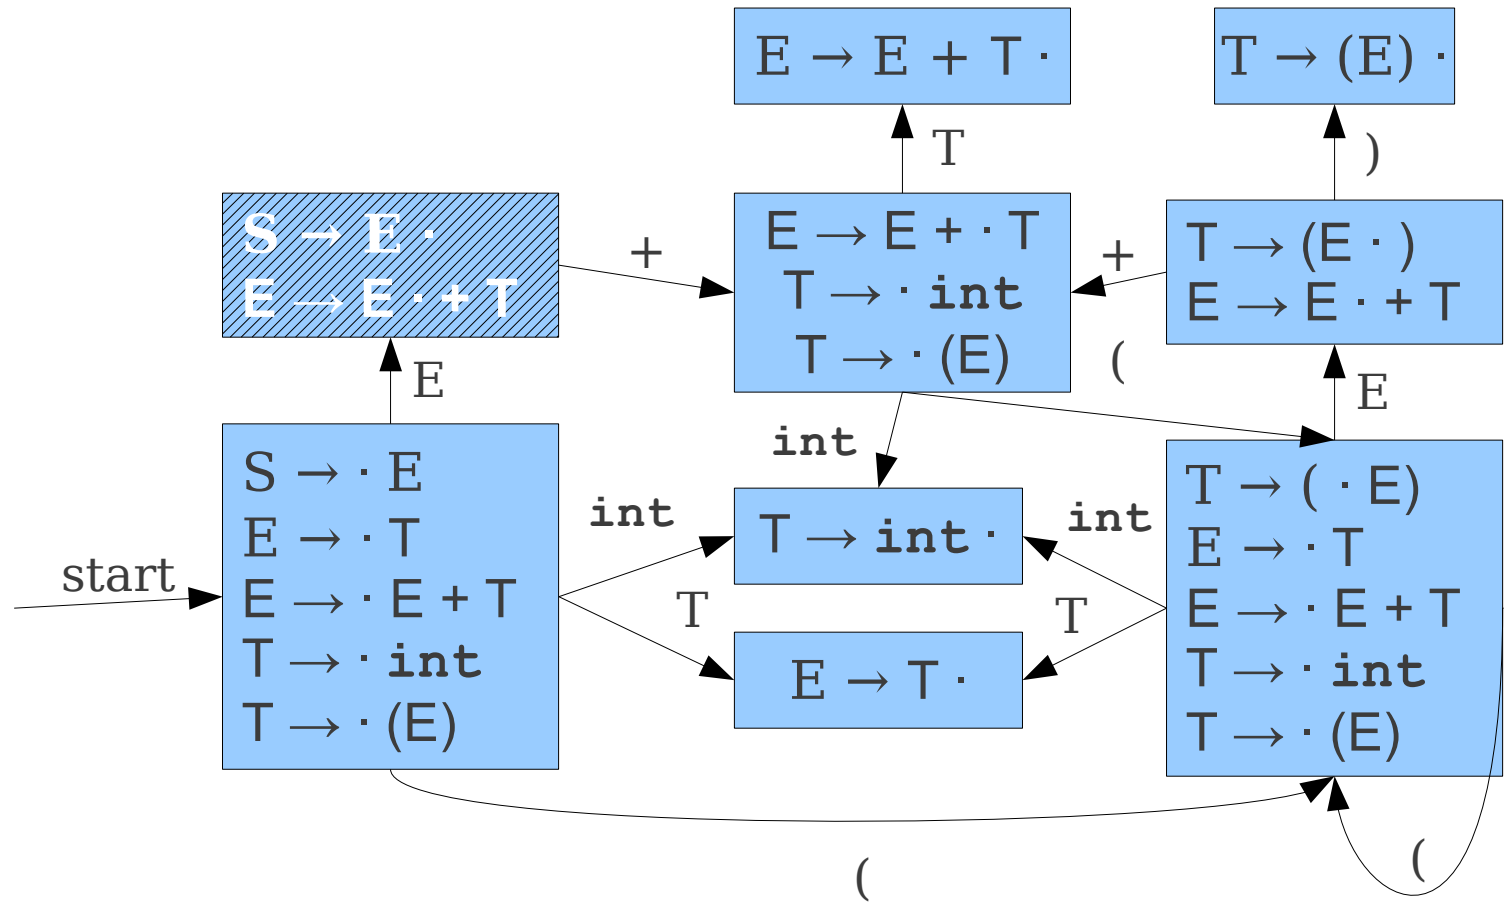 E → E + T ·
T → (E) ·
T
)
S → E ·
E → E · + T
+
E → E + · T
T → · int
T → · (E)
+
T → (E · )
E → E · + T
E
(
E
int
S → · E
E → · T
E → · E + T
T → · int
T → · (E)
start
int
T
T → int ·
E → T ·
int
T
T → ( · E)
E → · T
E → · E + T
T → · int
T → · (E)
(
(